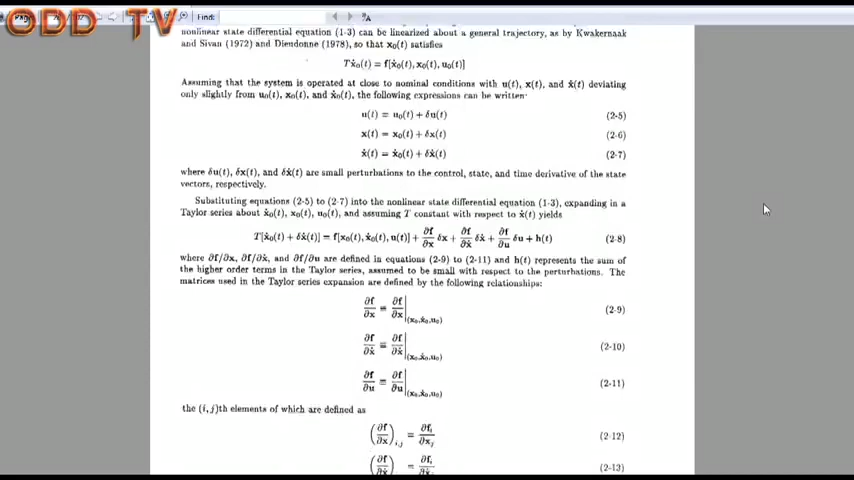 ODD TV
Page
Find:
nonlinear state differential equation (1-3) can be linearized about a general trajectory, as by Kwakernaak
and Sivan (1972) and Dieudonne (1978), so that x₀(t) satisfies
Tẋ₀(t) = f[ẋ₀(t), x₀(t), u₀(t)]
Assuming that the system is operated at close to nominal conditions with u(t), x(t), and ẋ(t) deviating
only slightly from u₀(t), x₀(t), and ẋ₀(t), the following expressions can be written·
u(t) = u₀(t) + δu(t) (2-5)
x(t) = x₀(t) + δx(t) (2-6)
ẋ(t) = ẋ₀(t) + δẋ(t) (2-7)
where δu(t), δx(t), and δẋ(t) are small perturbations to the control, state, and time derivative of the state
vectors, respectively.
Substituting equations (2-5) to (2-7) into the nonlinear state differential equation (1-3), expanding in a
Taylor series about ẋ₀(t), x₀(t), u₀(t), and assuming T constant with respect to ẋ(t) yields
T[ẋ₀(t) + δẋ(t)] = f[x₀(t), ẋ₀(t), u(t)] + ∂f/∂x δx + ∂f/∂ẋ δẋ + ∂f/∂u δu + h(t) (2-8)
where ∂f/∂x, ∂f/∂ẋ, and ∂f/∂u are defined in equations (2-9) to (2-11) and h(t) represents the sum of
the higher order terms in the Taylor series, assumed to be small with respect to the perturbations. The
matrices used in the Taylor series expansion are defined by the following relationships:
∂f/∂x ≡ ∂f/∂x|(x₀,ẋ₀,u₀) (2-9)
∂f/∂ẋ ≡ ∂f/∂ẋ|(x₀,ẋ₀,u₀) (2-10)
∂f/∂u ≡ ∂f/∂u|(x₀,ẋ₀,u₀) (2-11)
the (i, j)th elements of which are defined as
(∂f/∂x)i,j = ∂fi/∂xj (2-12)
(∂f/∂ẋ) = ∂fi/∂ẋ (2-13)